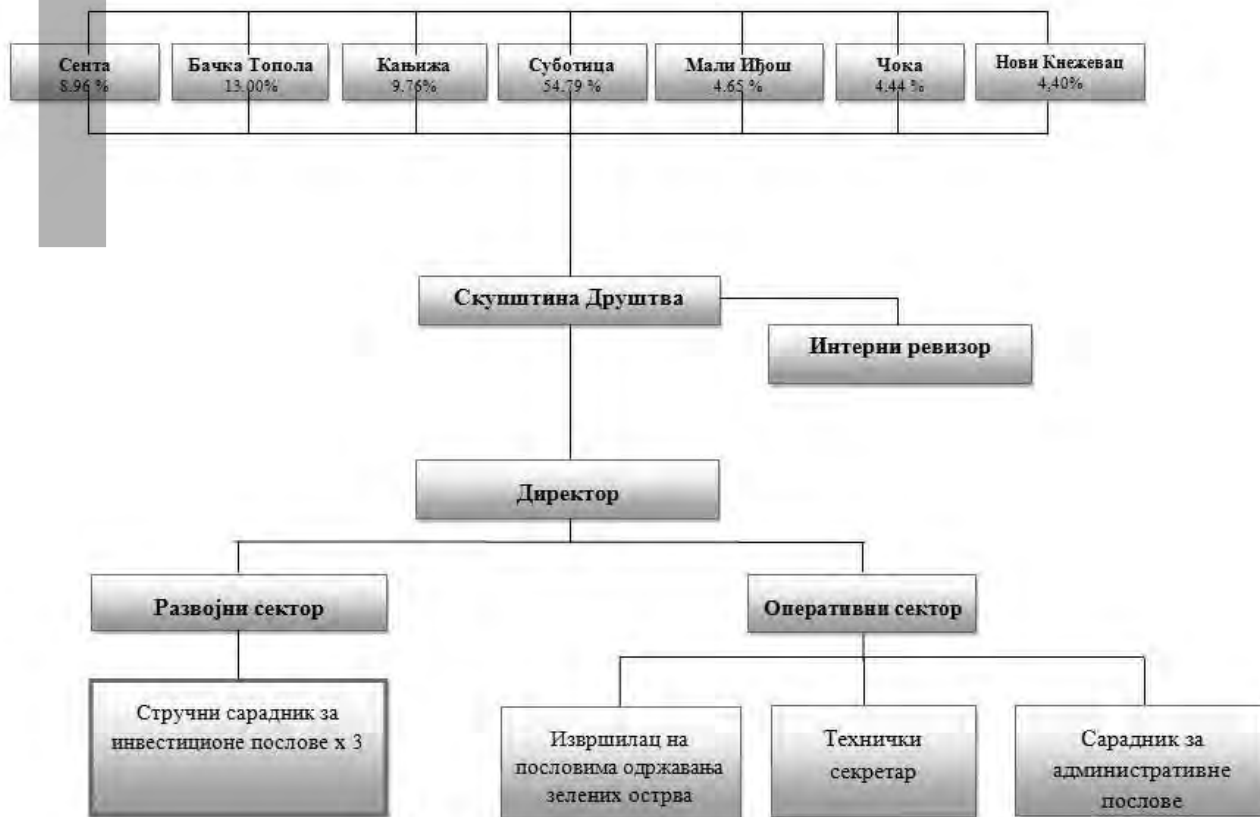 Сента
8.96 %
Бачка Топола
13.00%
Кањижа
9.76%
Суботица
54.79 %
Мали Иђош
4.65 %
Чока
4.44 %
Нови Кнежевац
4,40%
Скупштина Друштва
Интерни ревизор
Директор
Развојни сектор
Оперативни сектор
Стручни сарадник за
инвестиционе послове х 3
Извршилац на
пословима одржавања
зелених острва
Технички
секретар
Сарадник за
административне
послове